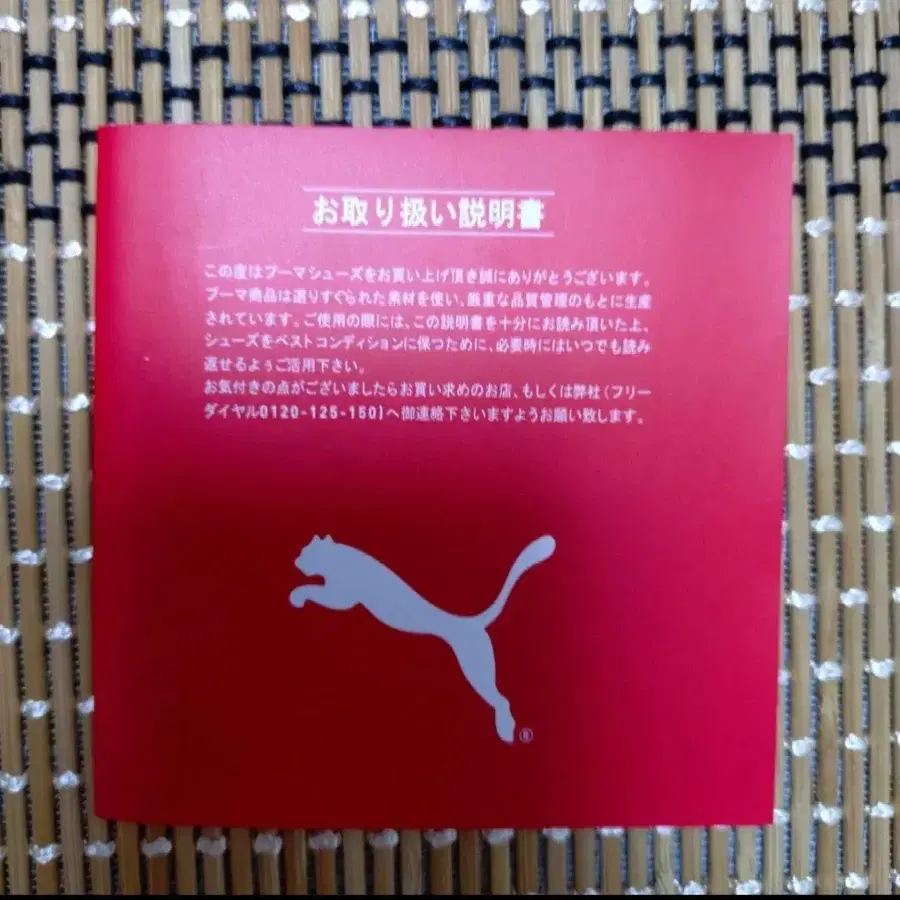 お取り扱い説明書
この度はプーマシューズをお買い上げ頂き誠にありがとうございます。
プーマ商品は選りすぐられた素材を使い、厳重な品質管理のもとに生産
されています。ご使用の際には、この説明書を十分にお読み頂いた上、
シューズをベストコンディションに保つために、必要時にはいつでも読み
返せるようご活用下さい。
お気付きの点がございましたらお買い求めのお店、もしくは弊社(フリー
ダイヤル0120-125-150)へ御連絡下さいますようお願い致します。
®